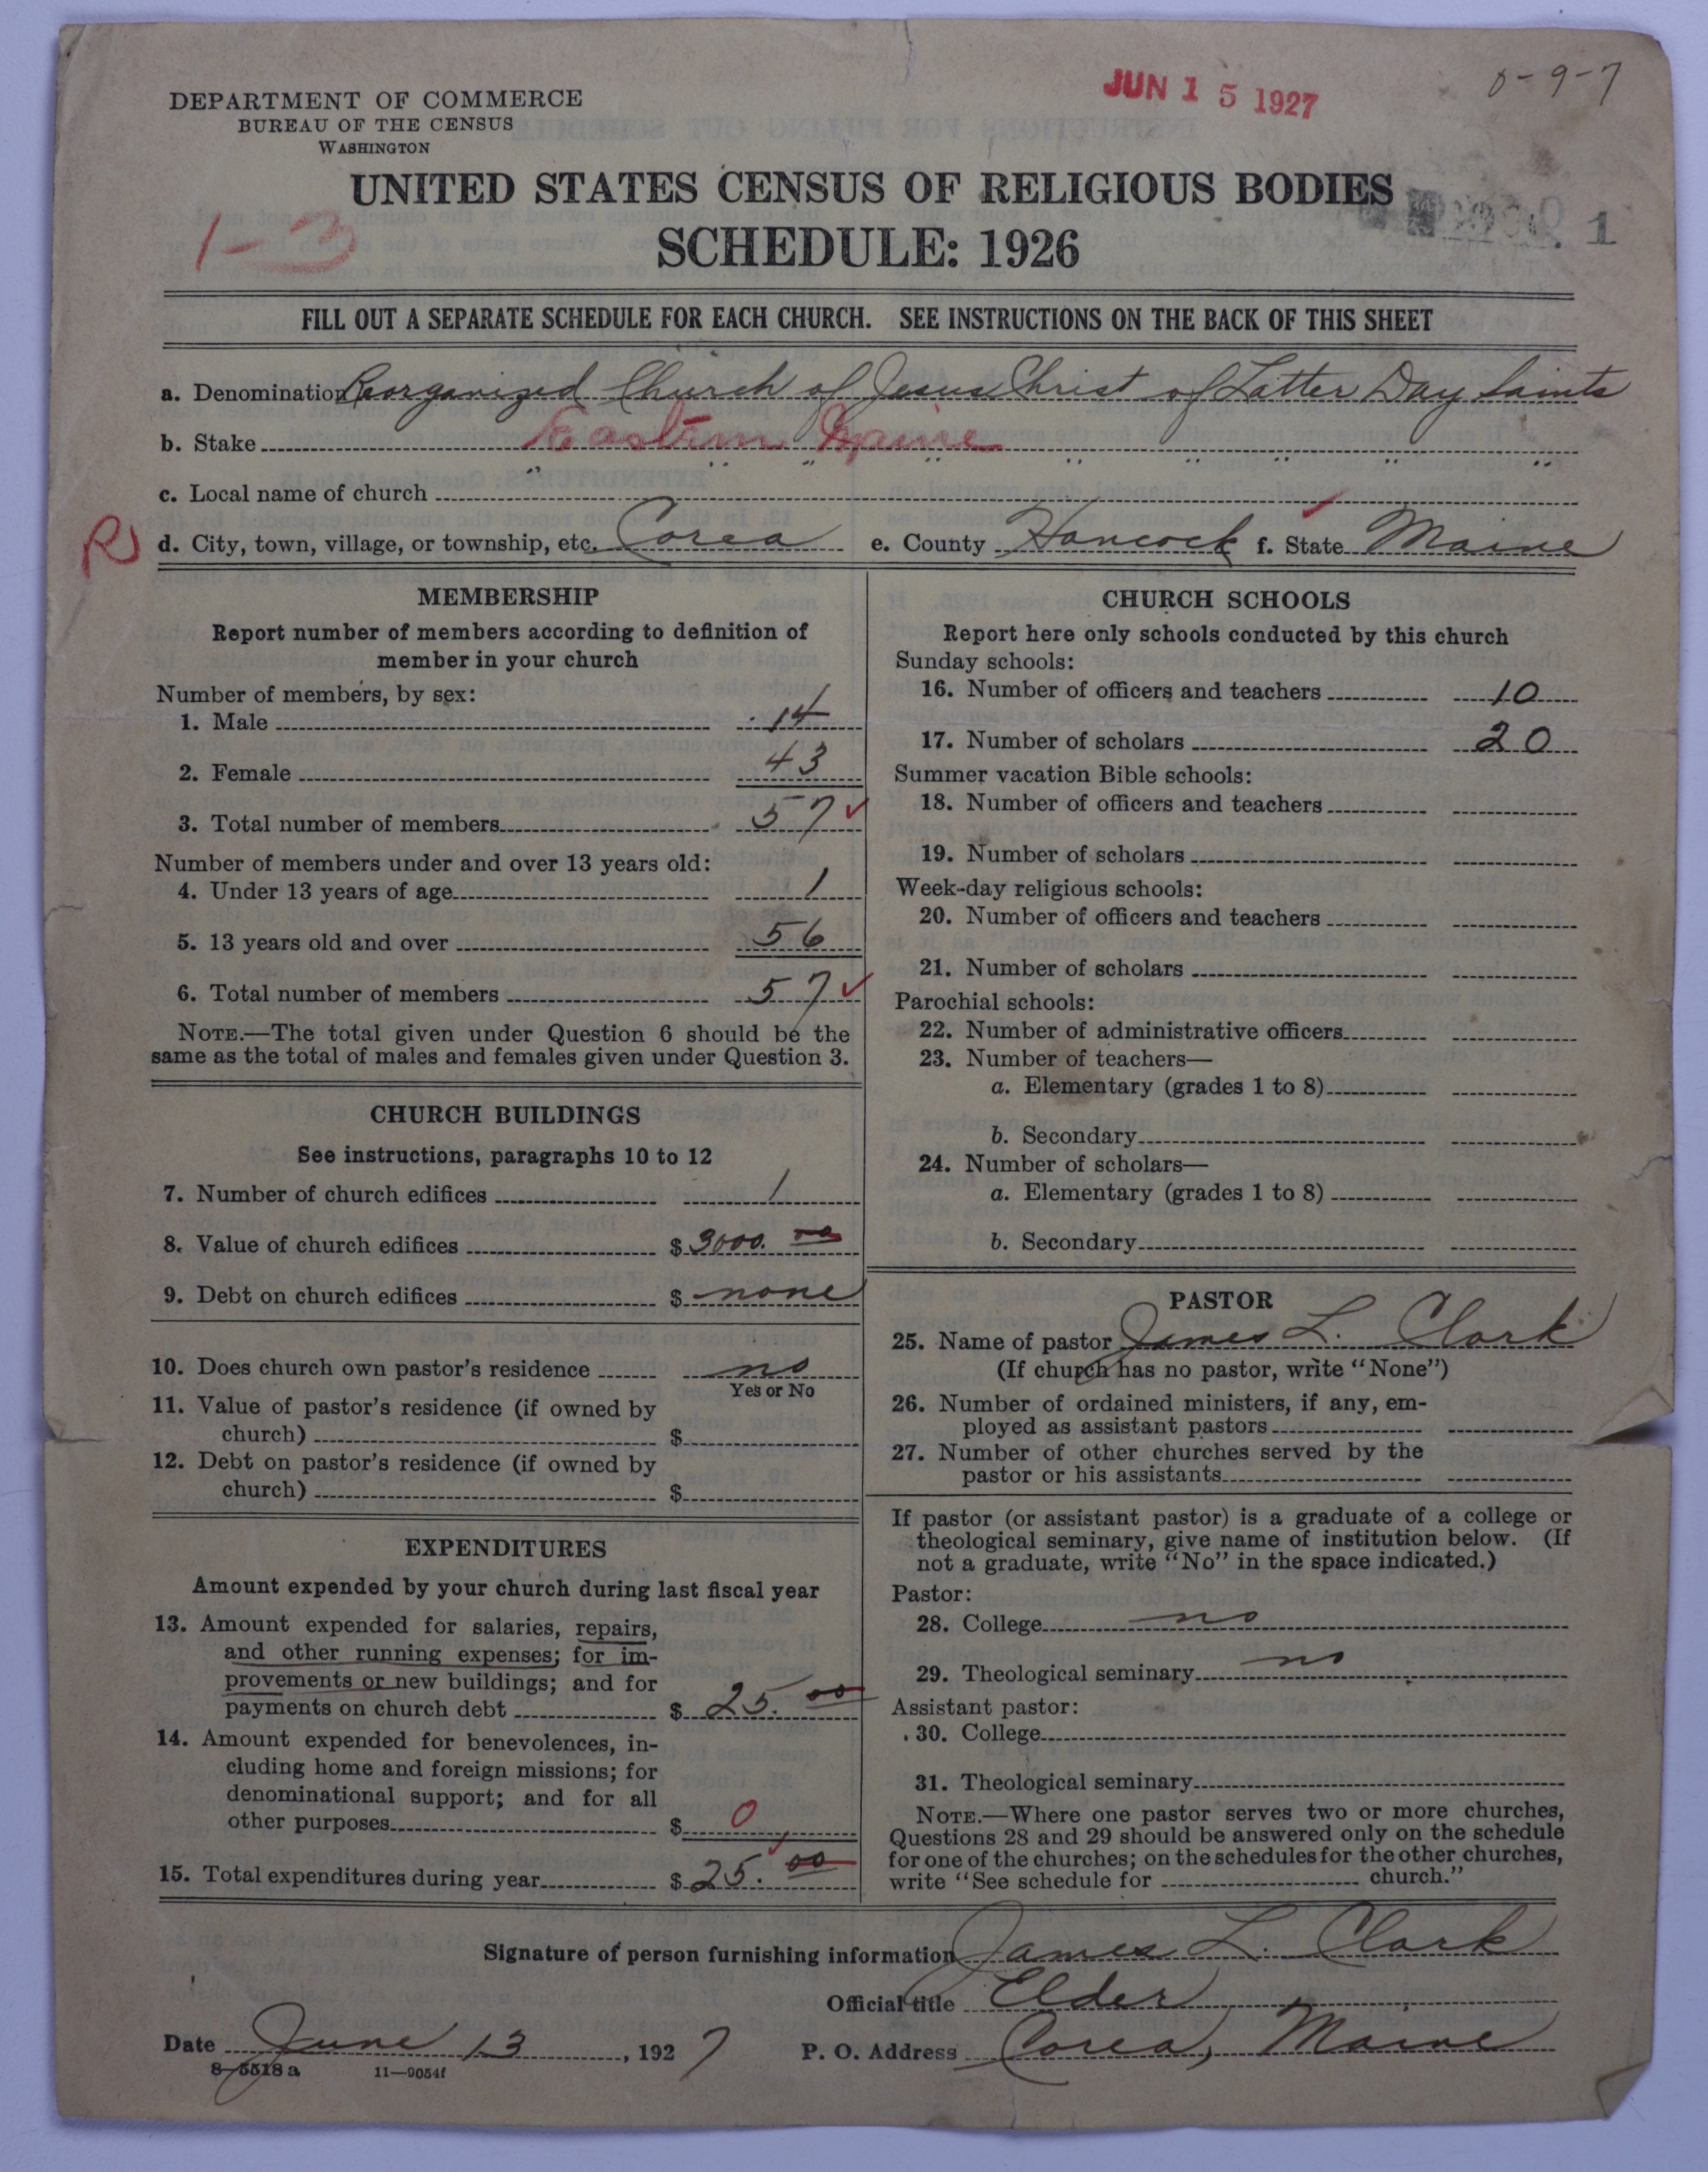 DEPARTMENT OF COMMERCE
BUREAU OF THE CENSUS
WASHINGTON
JUN 15 1927
8-9-7
UNITED STATES CENSUS OF RELIGIOUS BODIES
1-3
SCHEDULE: 1926
1
FILL OUT A SEPARATE SCHEDULE FOR EACH CHURCH. SEE INSTRUCTIONS ON THE BACK OF THIS SHEET
a. Denomination Reorganized Church of Jesus Christ of Latter Day Saints
b. Stake Eastern Maine
c. Local name of church " " " " " " " "
R d. City, town, village, or township, etc. Corea e. County Hancock f. State Maine
MEMBERSHIP
Report number of members according to definition of
member in your church
Number of members, by sex:
1. Male 14
2. Female 43
3. Total number of members 57 ✓
Number of members under and over 13 years old:
4. Under 13 years of age 1
5. 13 years old and over 56
6. Total number of members 57 ✓
NOTE.—The total given under Question 6 should be the
same as the total of males and females given under Question 3.
CHURCH BUILDINGS
See instructions, paragraphs 10 to 12
7. Number of church edifices 1
8. Value of church edifices $3000.00
9. Debt on church edifices $ none
10. Does church own pastor's residence no
Yes or No
11. Value of pastor's residence (if owned by
church) $
12. Debt on pastor's residence (if owned by
church) $
EXPENDITURES
Amount expended by your church during last fiscal year
13. Amount expended for salaries, repairs,
and other running expenses; for im-
provements or new buildings; and for
payments on church debt $ 25.00
14. Amount expended for benevolences, in-
cluding home and foreign missions; for
denominational support; and for all
other purposes $ 0
15. Total expenditures during year $ 25.00
CHURCH SCHOOLS
Report here only schools conducted by this church
Sunday schools:
16. Number of officers and teachers 10
17. Number of scholars 20
Summer vacation Bible schools:
18. Number of officers and teachers
19. Number of scholars
Week-day religious schools:
20. Number of officers and teachers
21. Number of scholars
Parochial schools:
22. Number of administrative officers
23. Number of teachers—
a. Elementary (grades 1 to 8)
b. Secondary
24. Number of scholars—
a. Elementary (grades 1 to 8)
b. Secondary
PASTOR
25. Name of pastor James L. Clark
(If church has no pastor, write "None")
26. Number of ordained ministers, if any, em-
ployed as assistant pastors
27. Number of other churches served by the
pastor or his assistants
If pastor (or assistant pastor) is a graduate of a college or
theological seminary, give name of institution below. (If
not a graduate, write "No" in the space indicated.)
Pastor:
28. College no
29. Theological seminary no
Assistant pastor:
30. College
31. Theological seminary
NOTE.—Where one pastor serves two or more churches,
Questions 28 and 29 should be answered only on the schedule
for one of the churches; on the schedules for the other churches,
write "See schedule for church."
Signature of person furnishing information James L. Clark
Official title Elder
Date June 13, 1927 P. O. Address Corea, Maine
8-5518a 11—9054f